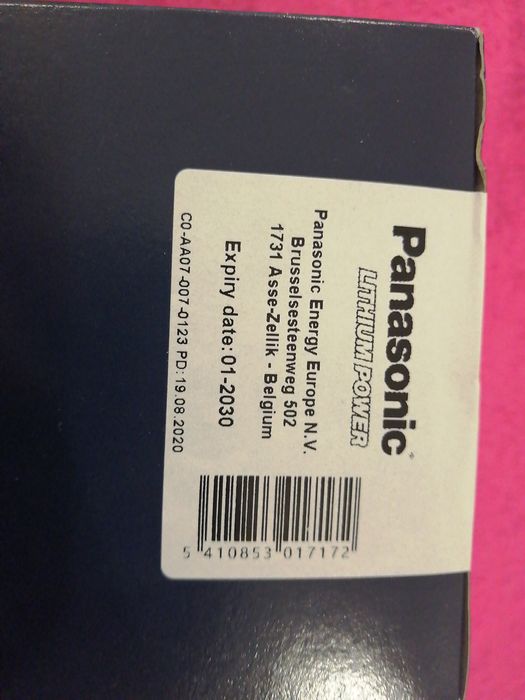 Panasonic
LITHIUM POWER
Panasonic Energy Europe N.V.
Brusselsesteenweg 502
1731 Asse-Zellik - Belgium
Expiry date: 01-2030
C0-AA07-007-0123 PD: 19.08.2020
5 410853 017172